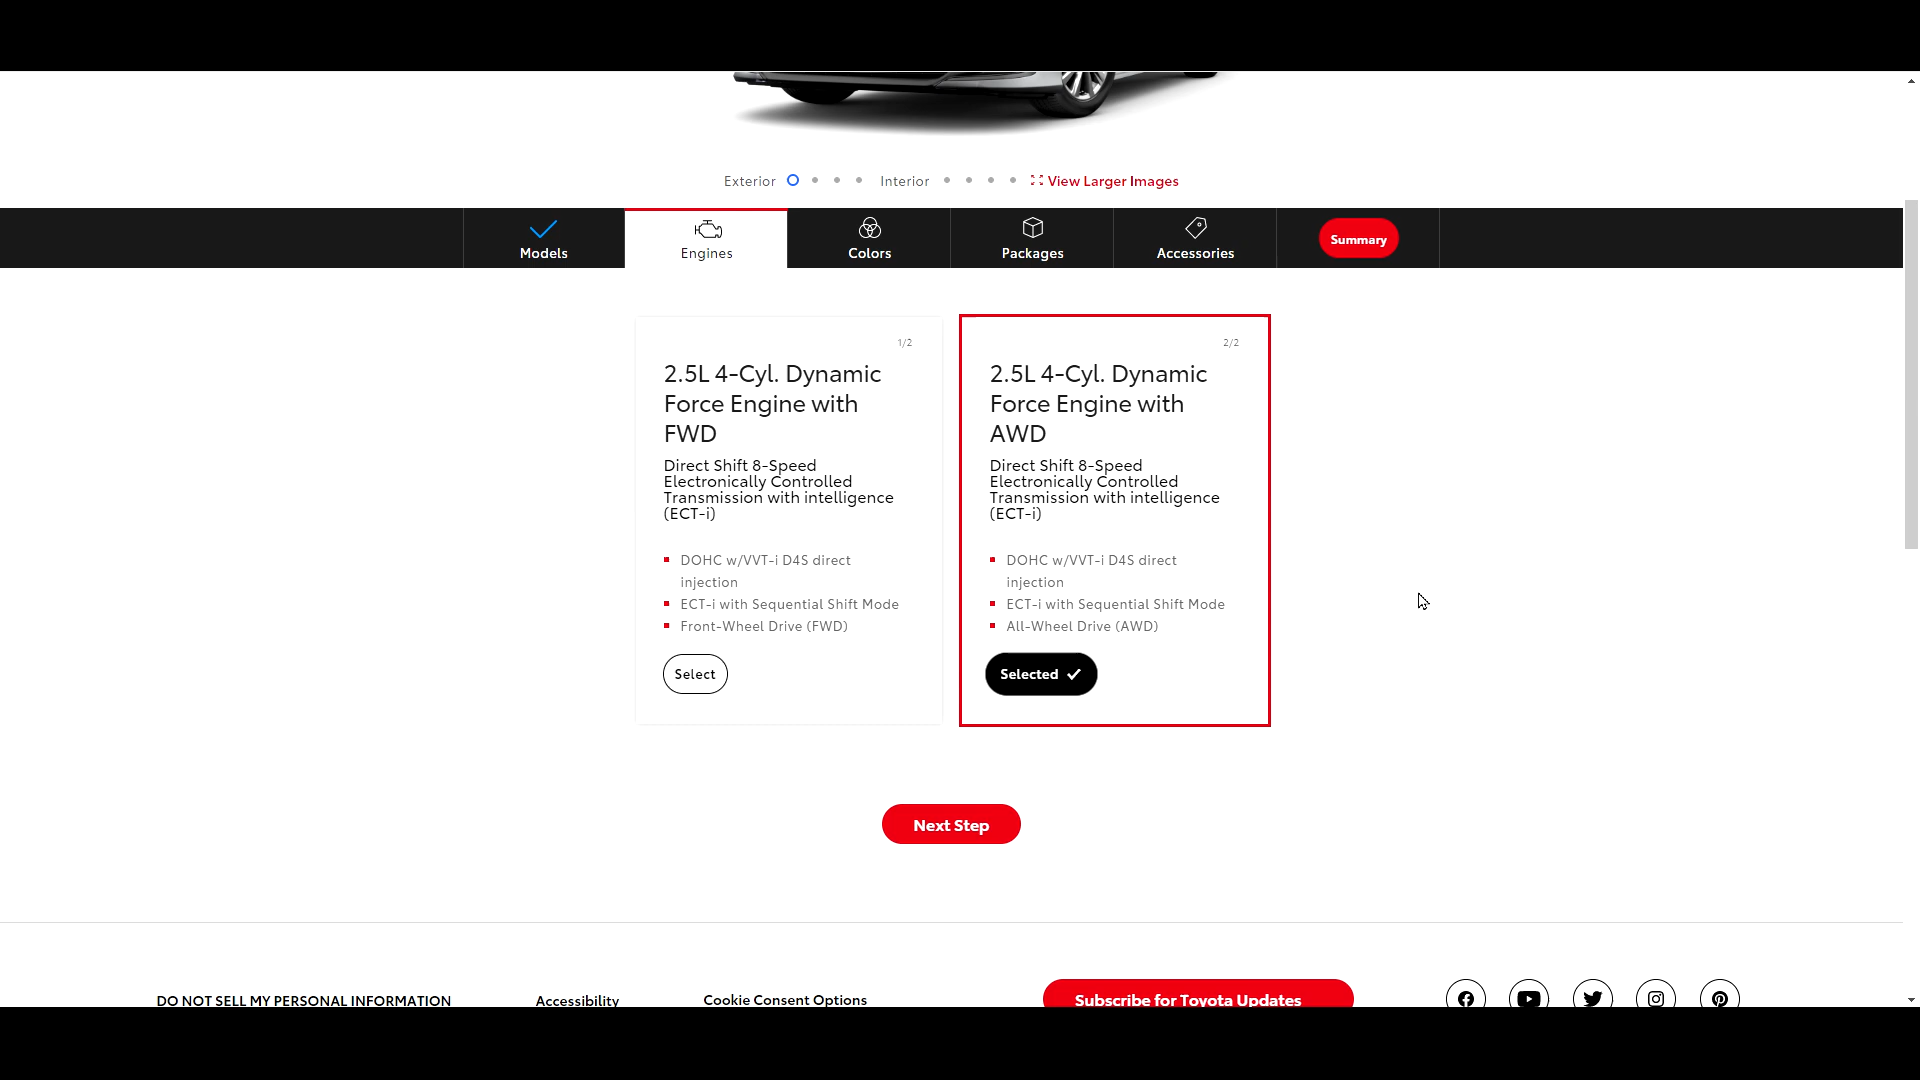 Exterior Interior View Larger Images
Models Engines Colors Packages Accessories Summary
1/2
2.5L 4-Cyl. Dynamic
Force Engine with
FWD
Direct Shift 8-Speed
Electronically Controlled
Transmission with intelligence
(ECT-i)
DOHC w/VVT-i D4S direct
injection
ECT-i with Sequential Shift Mode
Front-Wheel Drive (FWD)
Select
2/2
2.5L 4-Cyl. Dynamic
Force Engine with
AWD
Direct Shift 8-Speed
Electronically Controlled
Transmission with intelligence
(ECT-i)
DOHC w/VVT-i D4S direct
injection
ECT-i with Sequential Shift Mode
All-Wheel Drive (AWD)
Selected
Next Step
DO NOT SELL MY PERSONAL INFORMATION Accessibility Cookie Consent Options Subscribe for Toyota Updates